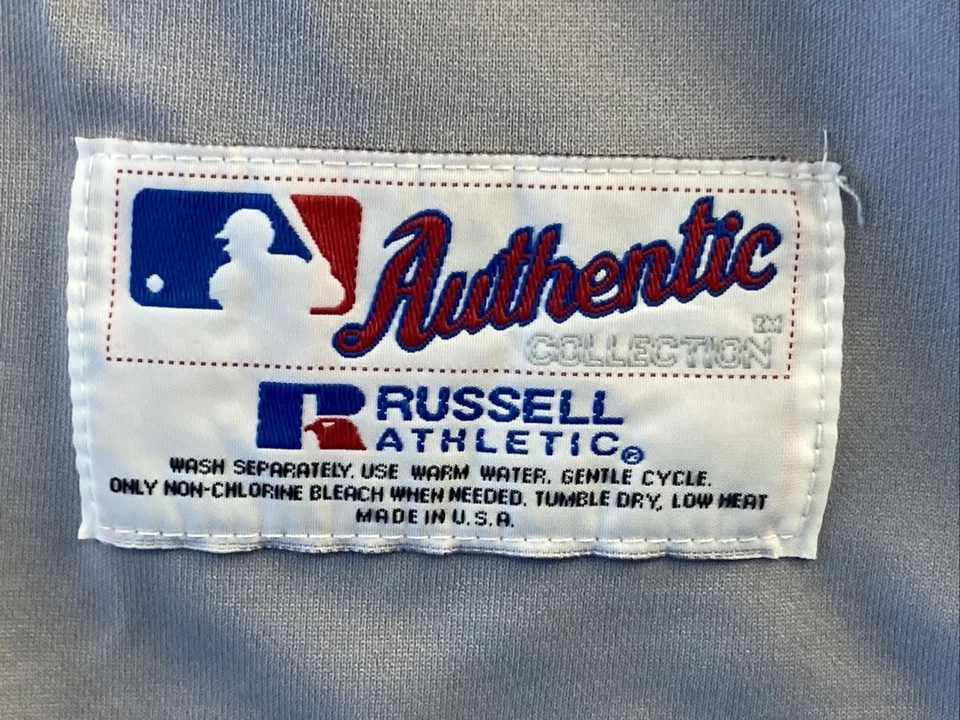 Authentic
COLLECTION™
RUSSELL
ATHLETIC®
WASH SEPARATELY. USE WARM WATER. GENTLE CYCLE.
ONLY NON-CHLORINE BLEACH WHEN NEEDED. TUMBLE DRY, LOW HEAT
MADE IN U.S.A.